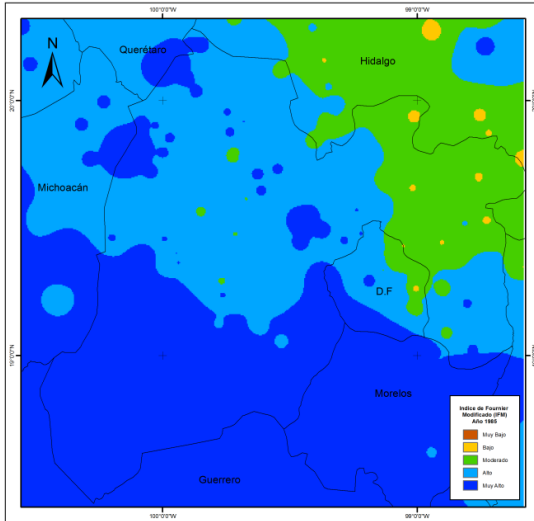 100°0'0"W
99°0'0"W
N
Querétaro
Hidalgo
20°0'0"N
Michoacán
D.F
19°0'0"N
Morelos
Guerrero
Indice de Fournier
Modificado (IFM)
Año 1985
Muy Bajo
Bajo
Moderado
Alto
Muy Alto
100°0'0"W
99°0'0"W